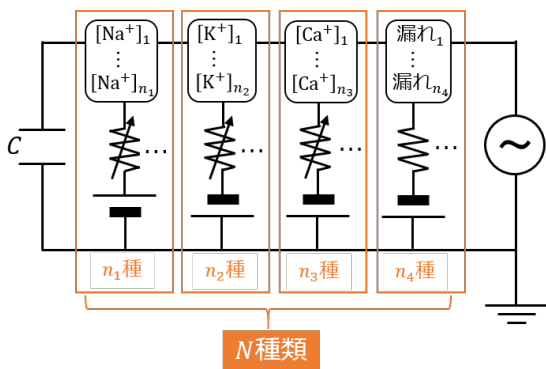 [Na⁺]₁
⋮
[Na⁺]ₙ₁
[K⁺]₁
⋮
[K⁺]ₙ₂
[Ca⁺]₁
⋮
[Ca⁺]ₙ₃
漏れ₁
⋮
漏れₙ₄
C
...
...
...
...
n₁種
n₂種
n₃種
n₄種
N種類